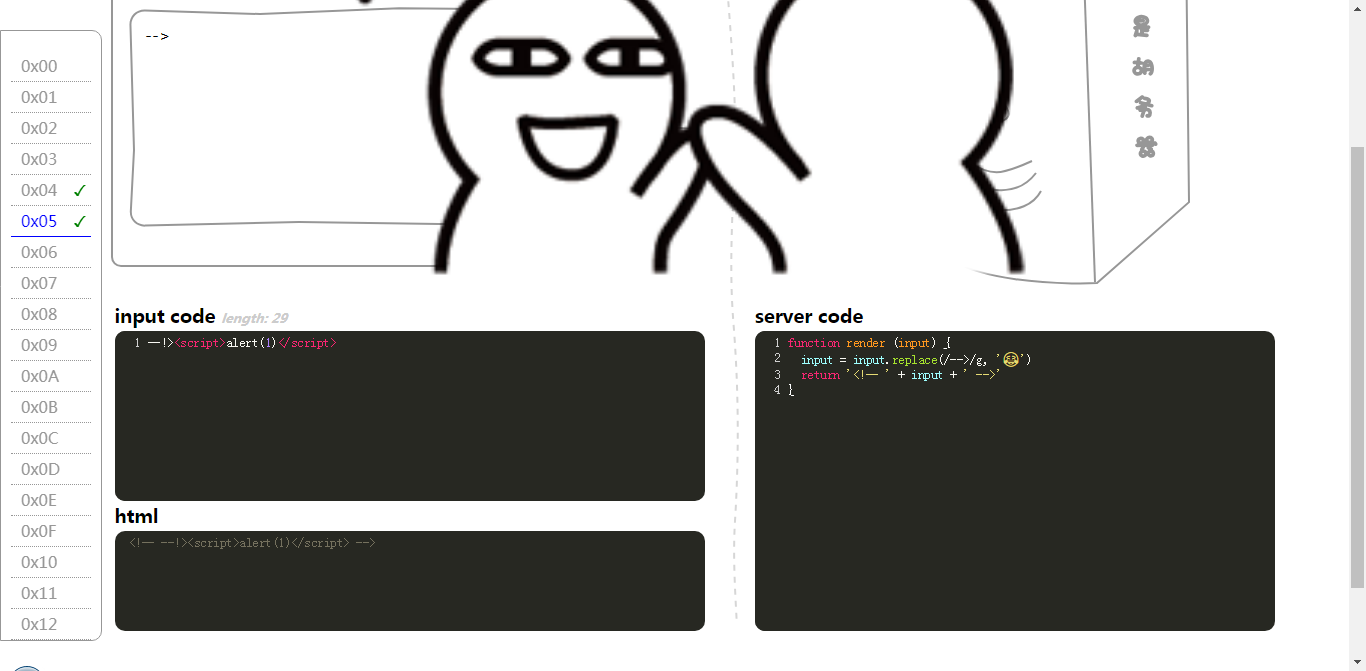 -->
是
胡
爷
爷
0x00
0x01
0x02
0x03
0x04 ✓
0x05 ✓
0x06
0x07
0x08
0x09
0x0A
0x0B
0x0C
0x0D
0x0E
0x0F
0x10
0x11
0x12
input code length: 29
1 --!><script>alert(1)</script>
html
<!-- --!><script>alert(1)</script> -->
server code
1 function render (input) {
2 input = input.replace(/-->/g, '😂')
3 return '<!-- ' + input + ' -->'
4 }